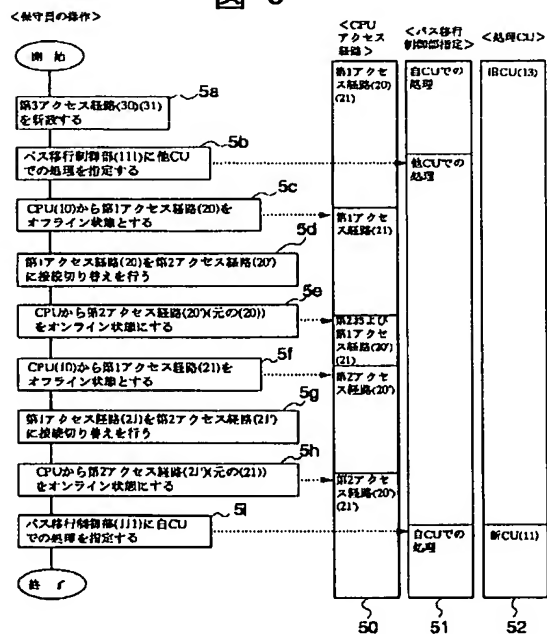 図
<保守員の操作>
<CPU
アクセス
経路>
<パス移行
制御部指定>
<処理CU>
開 始
第3アクセス経路(30)(31)
を新設する
5a
パス移行制御部(111)に他CU
での処理を指定する
5b
CPU(10)から第1アクセス経路(20)を
オフライン状態とする
5c
第1アクセス経路(20)を第2アクセス経路(20')
に接続切り替えを行う
5d
CPUから第2アクセス経路(20')(元の(20))
をオンライン状態にする
5e
CPU(10)から第1アクセス経路(21)を
オフライン状態とする
5f
第1アクセス経路(21)を第2アクセス経路(21')
に接続切り替えを行う
5g
CPUから第2アクセス経路(21')(元の(21))
をオンライン状態にする
5h
パス移行制御部(111)に自CU
での処理を指定する
5i
終 了
第1アクセ
ス経路(20)
(21)
第1アクセ
ス経路(21)
第2および
第1アクセ
ス経路(20')
(21)
第2アクセ
ス経路(20')
第2アクセ
ス経路(20')
(21')
50
自CUでの
処理
他CUでの
処理
自CUでの
処理
51
旧CU(13)
新CU(11)
52